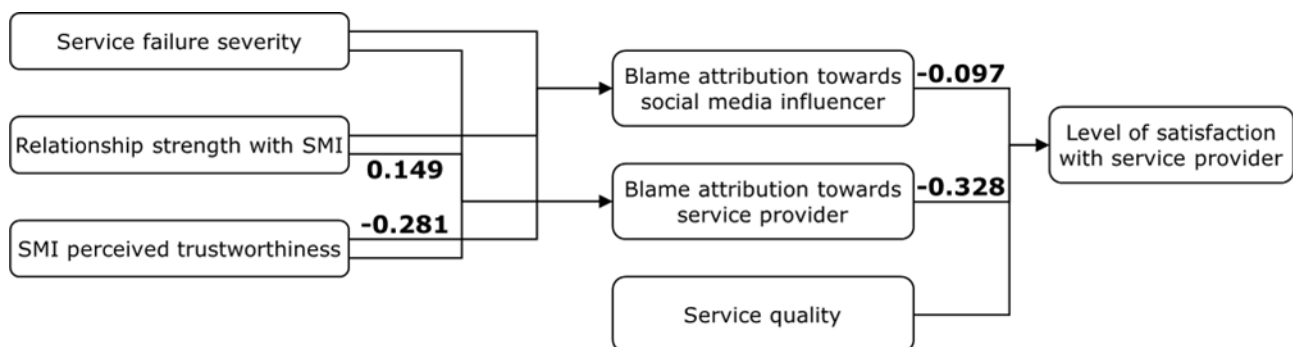 Service failure severity
Relationship strength with SMI
0.149
-0.281
SMI perceived trustworthiness
Blame attribution towards
social media influencer
-0.097
Blame attribution towards
service provider
-0.328
Service quality
Level of satisfaction
with service provider